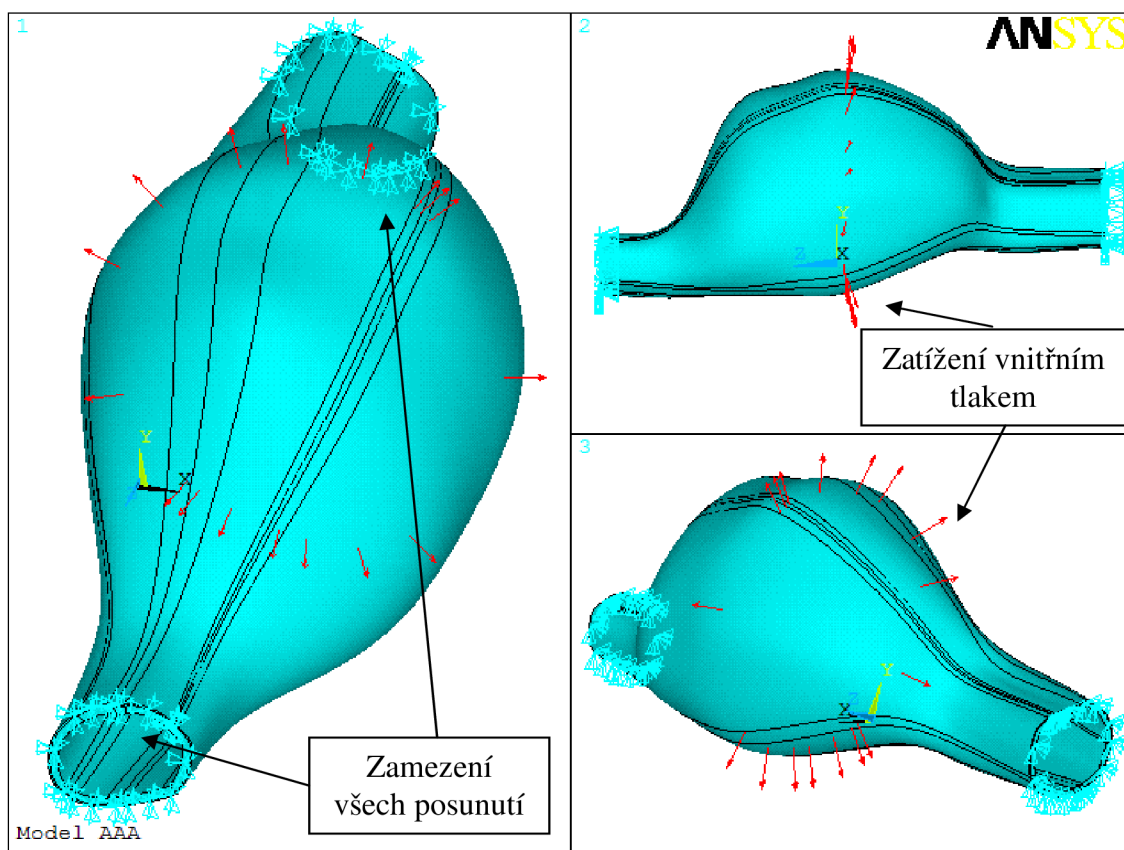 1
Y
X
Zamezení
všech posunutí
Model AAA
2
ANSYS
Y
Z
X
Zatížení vnitřním
tlakem
3
Y
Z
X